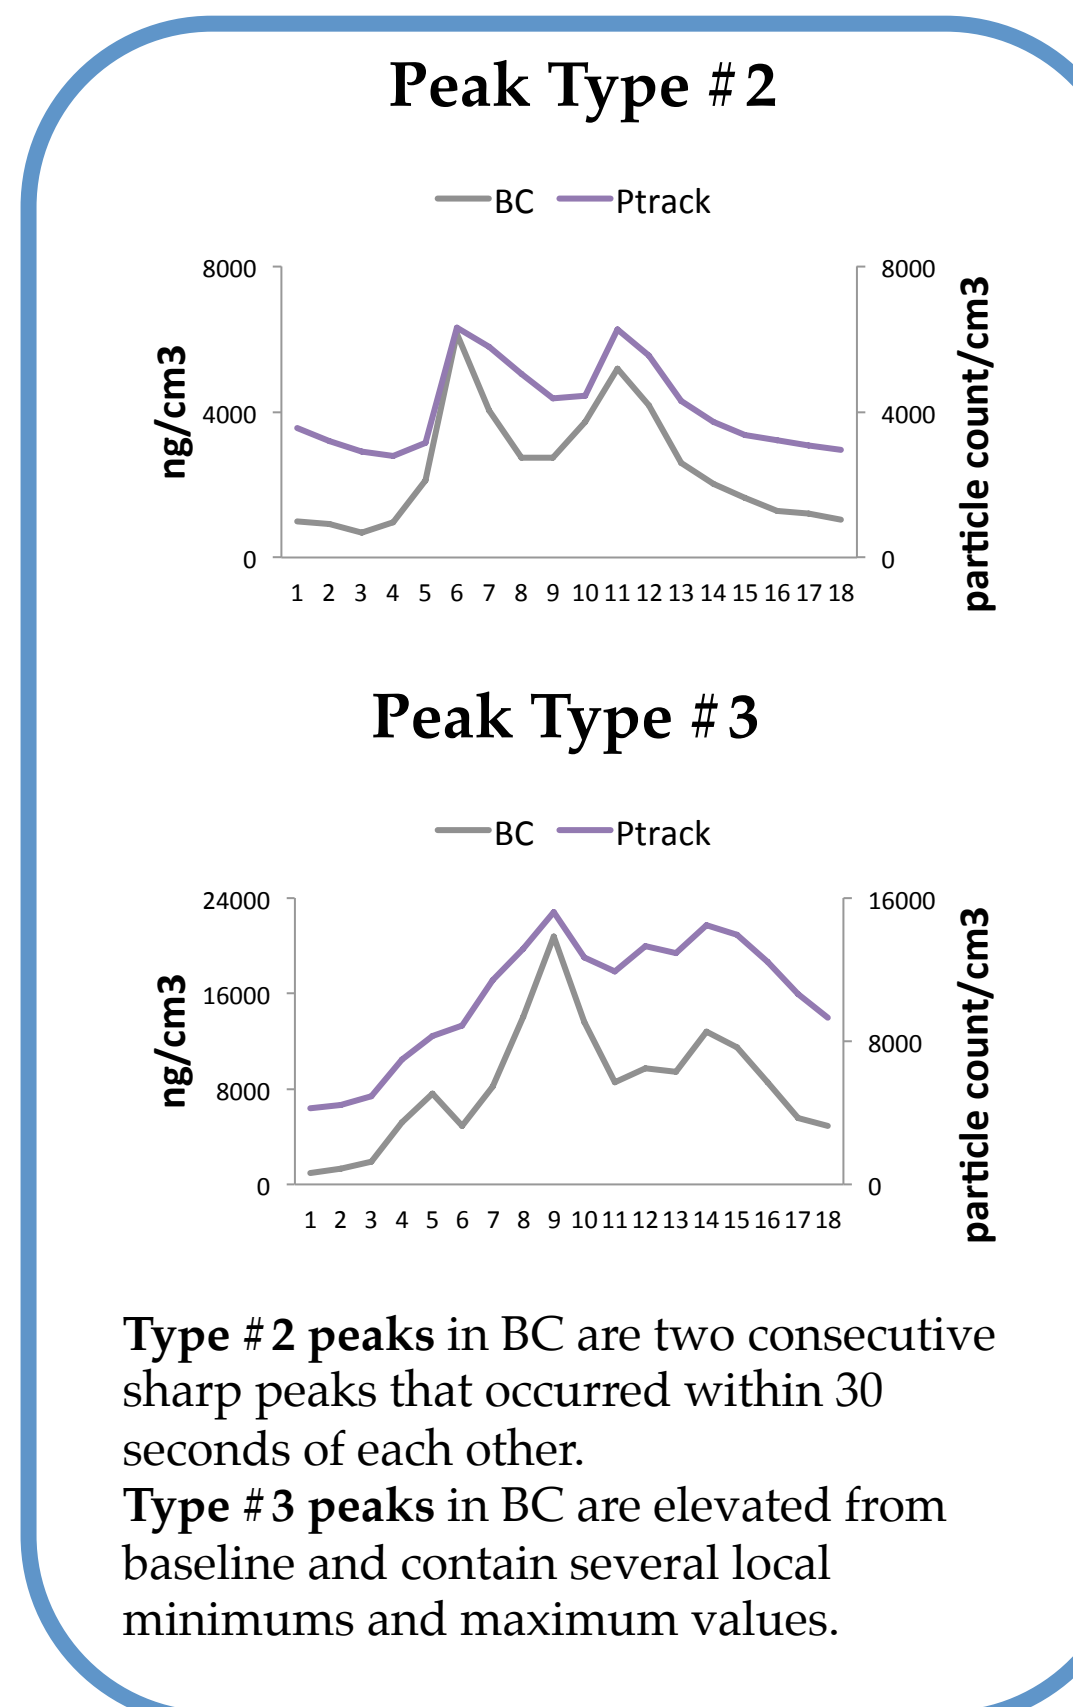 Peak Type #2
BC Ptrack
8000
4000
0
ng/cm3
8000
4000
0
particle count/cm3
1 2 3 4 5 6 7 8 9 10 11 12 13 14 15 16 17 18
Peak Type #3
BC Ptrack
24000
16000
8000
0
ng/cm3
16000
8000
0
particle count/cm3
1 2 3 4 5 6 7 8 9 10 11 12 13 14 15 16 17 18
Type #2 peaks in BC are two consecutive
sharp peaks that occurred within 30
seconds of each other.
Type #3 peaks in BC are elevated from
baseline and contain several local
minimums and maximum values.